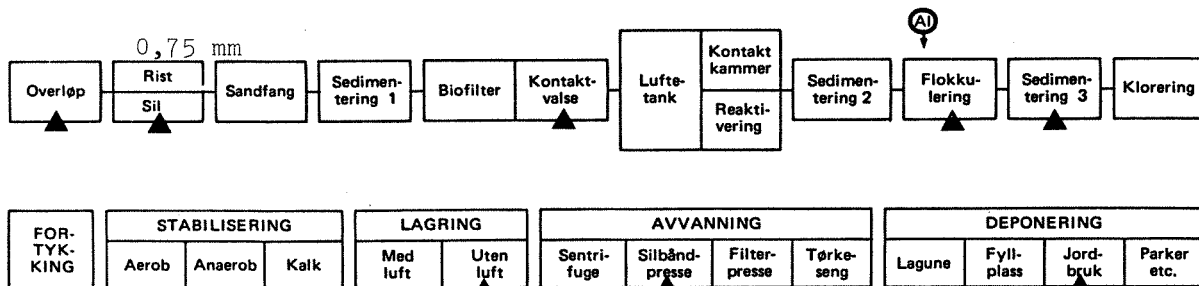 Al
0,75 mm
Overløp
Rist
Sil
Sandfang
Sedimen-
tering 1
Biofilter
Kontakt-
valse
Lufte-
tank
Kontakt
kammer
Reakti-
vering
Sedimen-
tering 2
Flokku-
lering
Sedimen-
tering 3
Klorering
FOR-
TYK-
KING
STABILISERING
Aerob
Anaerob
Kalk
LAGRING
Med
luft
Uten
luft
AVVANNING
Sentri-
fuge
Silbånd-
presse
Filter-
presse
Tørke-
seng
DEPONERING
Lagune
Fyll-
plass
Jord-
bruk
Parker
etc.